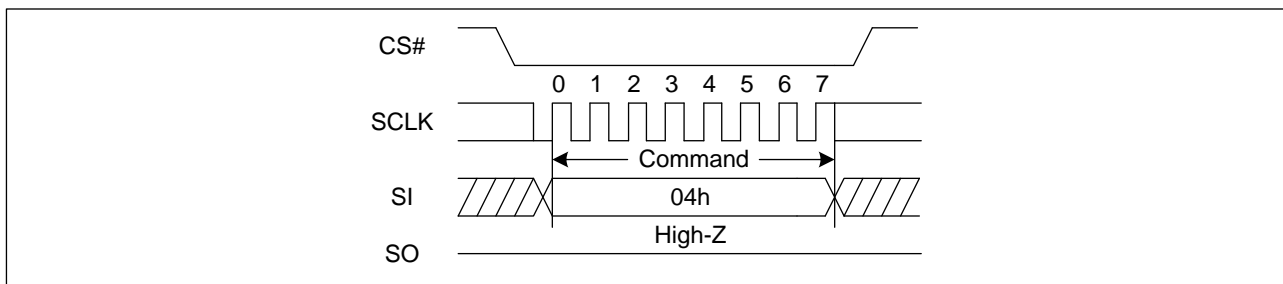 CS#
0 1 2 3 4 5 6 7
SCLK
Command
SI
04h
High-Z
SO